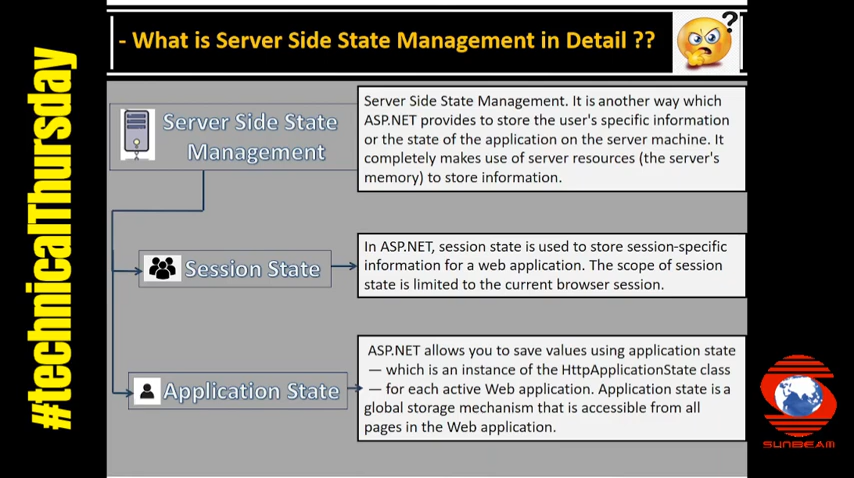 #technicalThursday
- What is Server Side State Management in Detail ??
?
Server Side State
Management
Server Side State Management. It is another way which
ASP.NET provides to store the user's specific information
or the state of the application on the server machine. It
completely makes use of server resources (the server's
memory) to store information.
Session State
In ASP.NET, session state is used to store session-specific
information for a web application. The scope of session
state is limited to the current browser session.
Application State
ASP.NET allows you to save values using application state
— which is an instance of the HttpApplicationState class
— for each active Web application. Application state is a
global storage mechanism that is accessible from all
pages in the Web application.
SUNBEAM